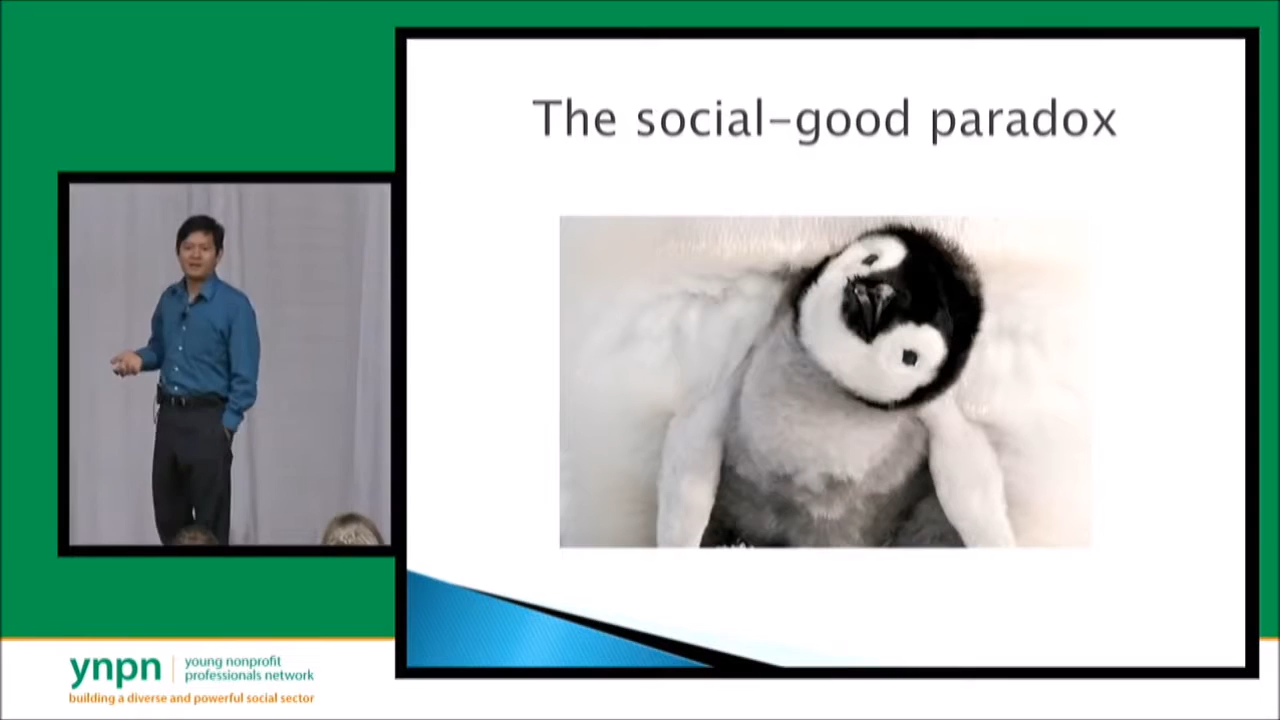 The social-good paradox
ynpn
young nonprofit
professionals network
building a diverse and powerful social sector